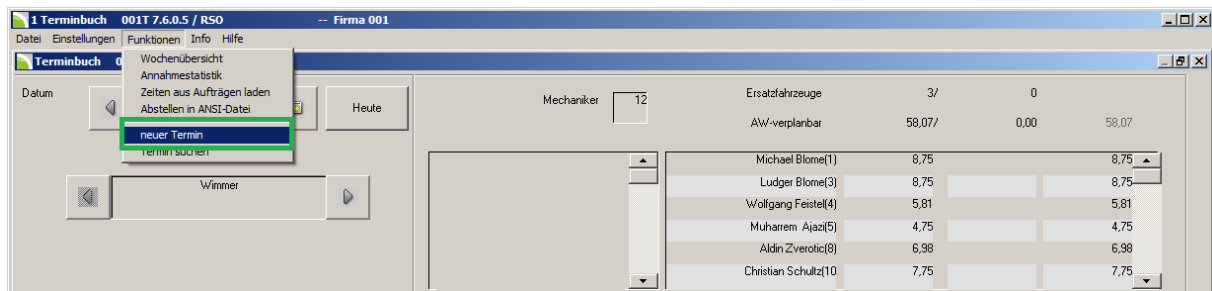 1 Terminbuch 001T 7.6.0.5 / RSO -- Firma 001
Datei Einstellungen Funktionen Info Hilfe
Terminbuch 0
Wochenübersicht
Annahmestatistik
Zeiten aus Aufträgen laden
Abstellen in ANSI-Datei
neuer Termin
Termin suchen
Datum
Heute
Wimmer
Mechaniker 12
Ersatzfahrzeuge 3/ 0
AW-verplanbar 58,07/ 0,00 58,07
Michael Blome(1) 8,75 8,75
Ludger Blome(3) 8,75 8,75
Wolfgang Feistel(4) 5,81 5,81
Muharrem Ajazi(5) 4,75 4,75
Aldin Zverotic(8) 6,98 6,98
Christian Schultz(10 7,75 7,75